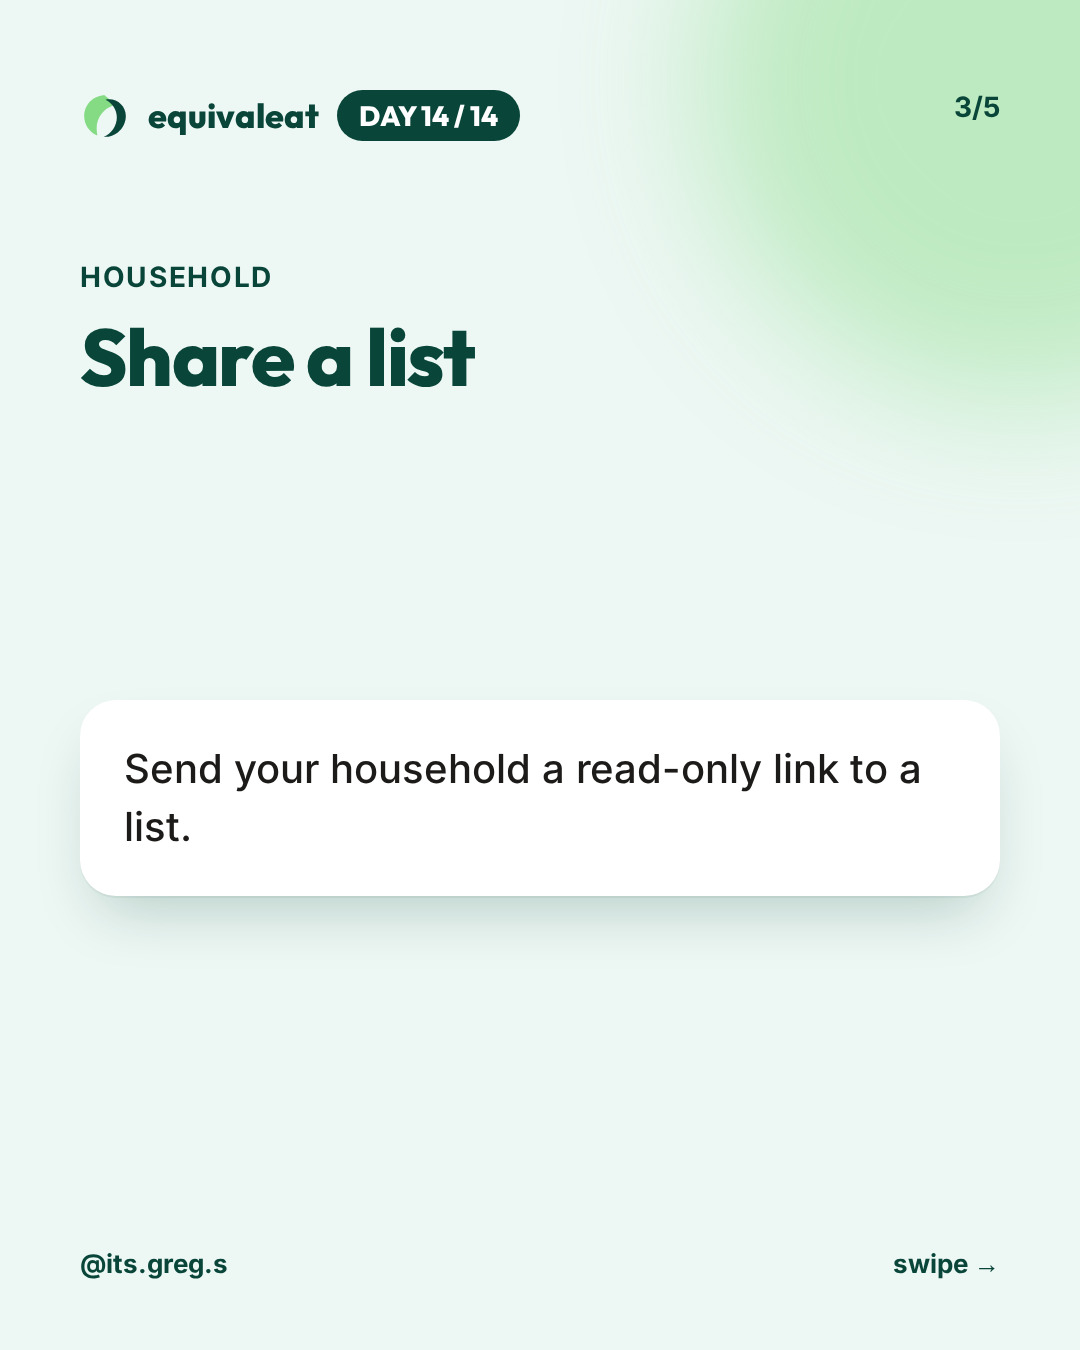 equivaleat
DAY 14 / 14
3/5
HOUSEHOLD
Share a list
Send your household a read-only link to a
list.
@its.greg.s
swipe →